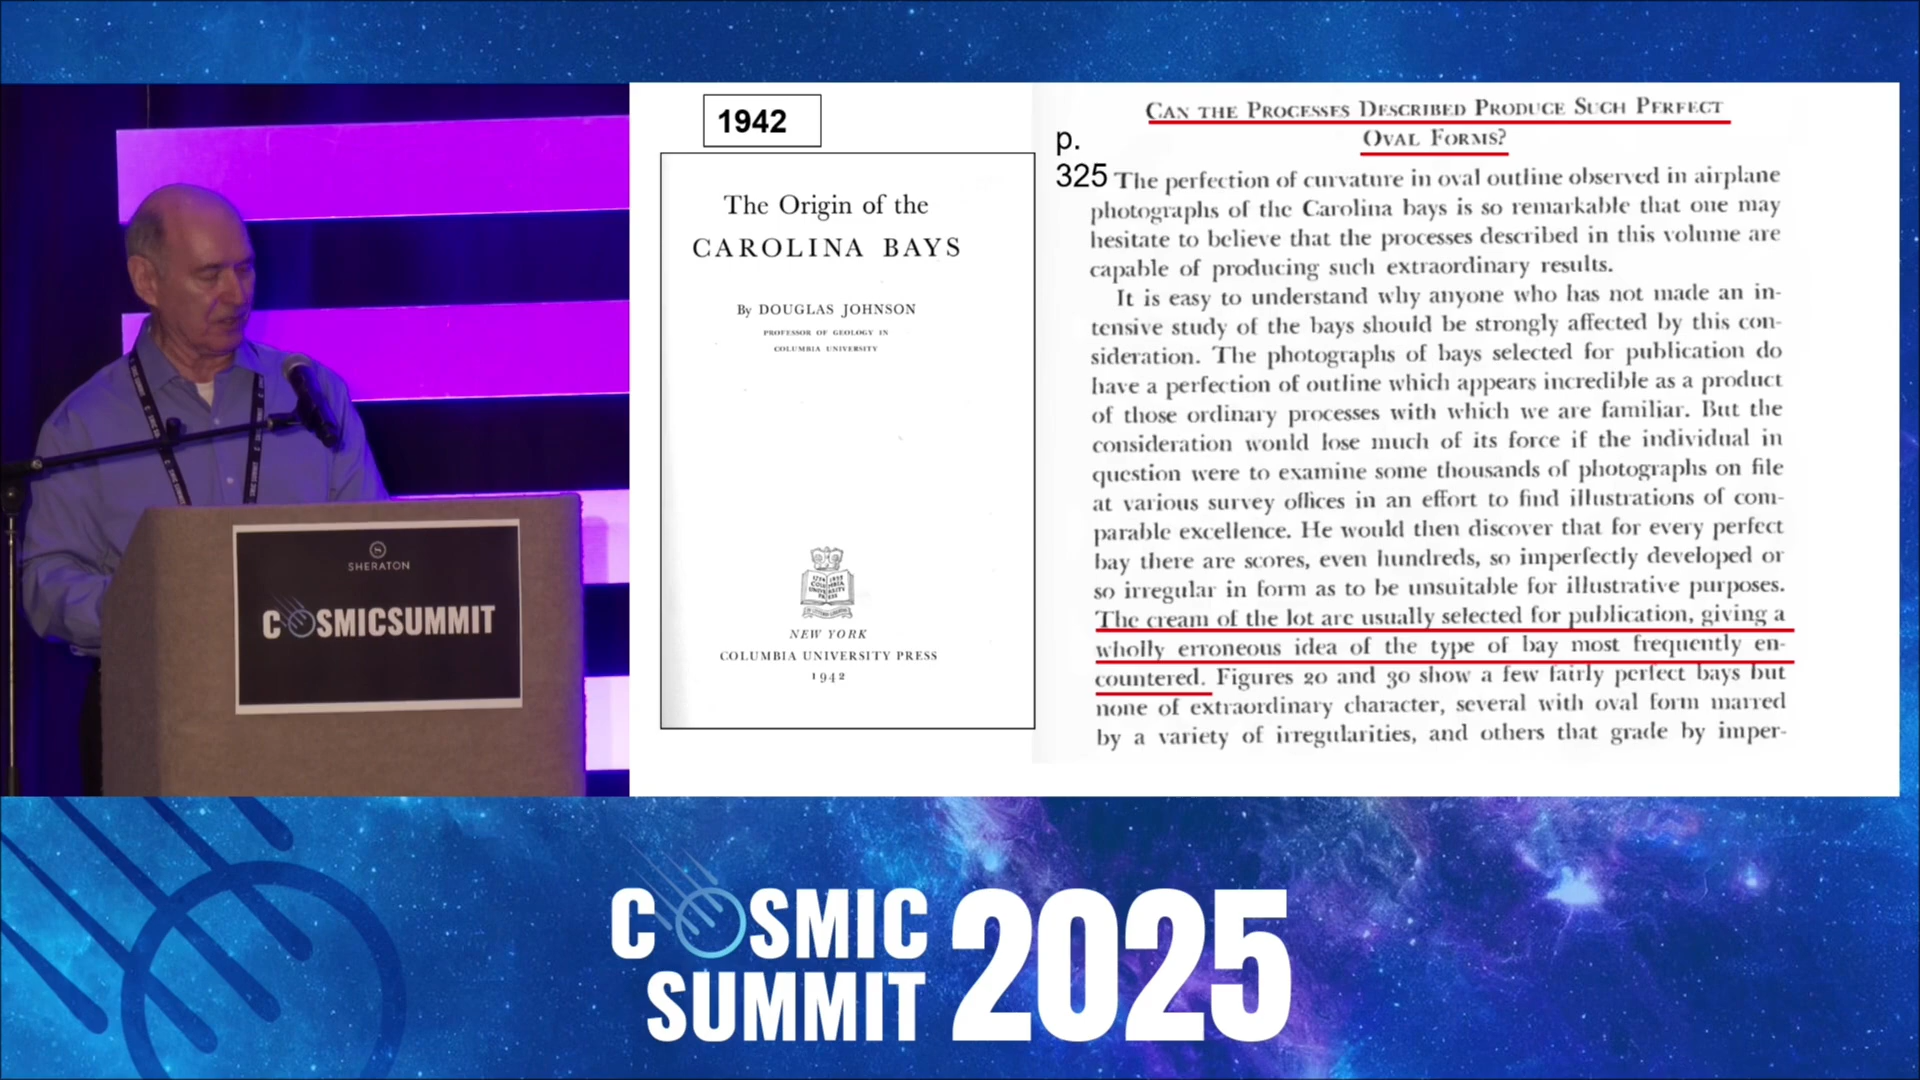 1942
The Origin of the
CAROLINA BAYS
By DOUGLAS JOHNSON
PROFESSOR OF GEOLOGY IN
COLUMBIA UNIVERSITY
NEW YORK
COLUMBIA UNIVERSITY PRESS
1942
p.
325
CAN THE PROCESSES DESCRIBED PRODUCE SUCH PERFECT
OVAL FORMS?
The perfection of curvature in oval outline observed in airplane
photographs of the Carolina bays is so remarkable that one may
hesitate to believe that the processes described in this volume are
capable of producing such extraordinary results.
It is easy to understand why anyone who has not made an in-
tensive study of the bays should be strongly affected by this con-
sideration. The photographs of bays selected for publication do
have a perfection of outline which appears incredible as a product
of those ordinary processes with which we are familiar. But the
consideration would lose much of its force if the individual in
question were to examine some thousands of photographs on file
at various survey offices in an effort to find illustrations of com-
parable excellence. He would then discover that for every perfect
bay there are scores, even hundreds, so imperfectly developed or
so irregular in form as to be unsuitable for illustrative purposes.
The cream of the lot are usually selected for publication, giving a
wholly erroneous idea of the type of bay most frequently en-
countered. Figures 29 and 30 show a few fairly perfect bays but
none of extraordinary character, several with oval form marred
by a variety of irregularities, and others that grade by imper-
SHERATON
COSMICSUMMIT
COSMIC
SUMMIT 2025